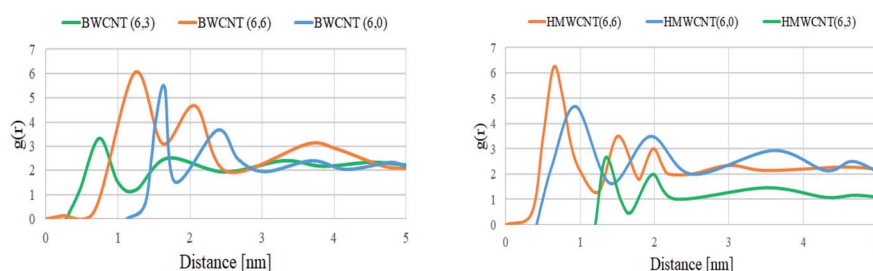 BWCNT (6,3) BWCNT (6,6) BWCNT (6,0)
7
6
5
4
3
2
1
0
g(r)
0 1 2 3 4 5
Distance [nm]
HMWCNT(6,6) HMWCNT(6,0) HMWCNT(6,3)
7
6
5
4
3
2
1
0
g(r)
0 1 2 3 4
Distance [nm]